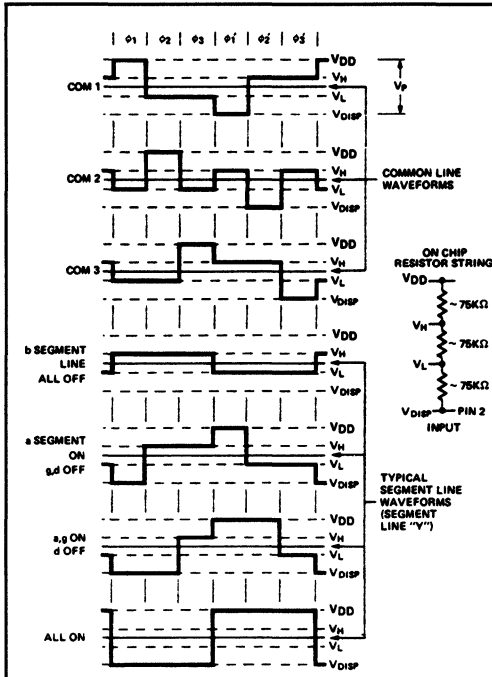 ϕ1 ϕ2 ϕ3 ϕ1' ϕ2' ϕ3'
VDD
VH
COM 1
VL
VDISP
VP
VDD
COM 2
VH
VL
VDISP
COMMON LINE
WAVEFORMS
VDD
COM 3
VH
VL
VDISP
ON CHIP
RESISTOR STRING
VDD
~75KΩ
VH
~75KΩ
VL
~75KΩ
VDISP PIN 2
INPUT
VDD
b SEGMENT
LINE
ALL OFF
VH
VL
VDISP
a SEGMENT
ON
g,d OFF
VDD
VH
VL
VDISP
TYPICAL
SEGMENT LINE
WAVEFORMS
(SEGMENT
LINE "Y")
a,g ON
d OFF
VDD
VH
VL
VDISP
ALL ON
VDD
VH
VL
VDISP